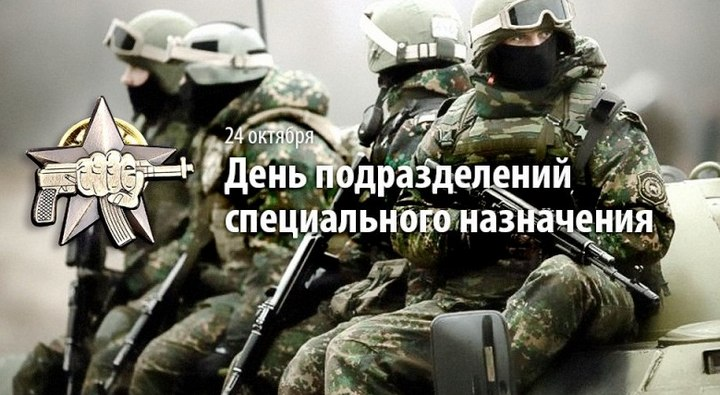 24 октября
День подразделений
специального назначения